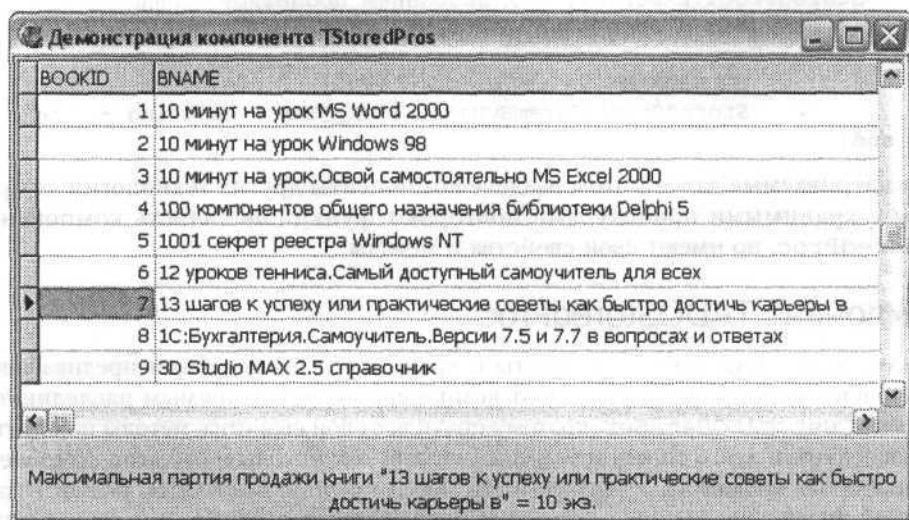 Демонстрация компонента TStoredPros
BOOKID BNAME
1 10 минут на урок MS Word 2000
2 10 минут на урок Windows 98
3 10 минут на урок.Освой самостоятельно MS Excel 2000
4 100 компонентов общего назначения библиотеки Delphi 5
5 1001 секрет реестра Windows NT
6 12 уроков тенниса.Самый доступный самоучитель для всех
7 13 шагов к успеху или практические советы как быстро достичь карьеры в
8 1С:Бухгалтерия.Самоучитель.Версии 7.5 и 7.7 в вопросах и ответах
9 3D Studio MAX 2.5 справочник
Максимальная партия продажи книги "13 шагов к успеху или практические советы как быстро
достичь карьеры в" = 10 экз.